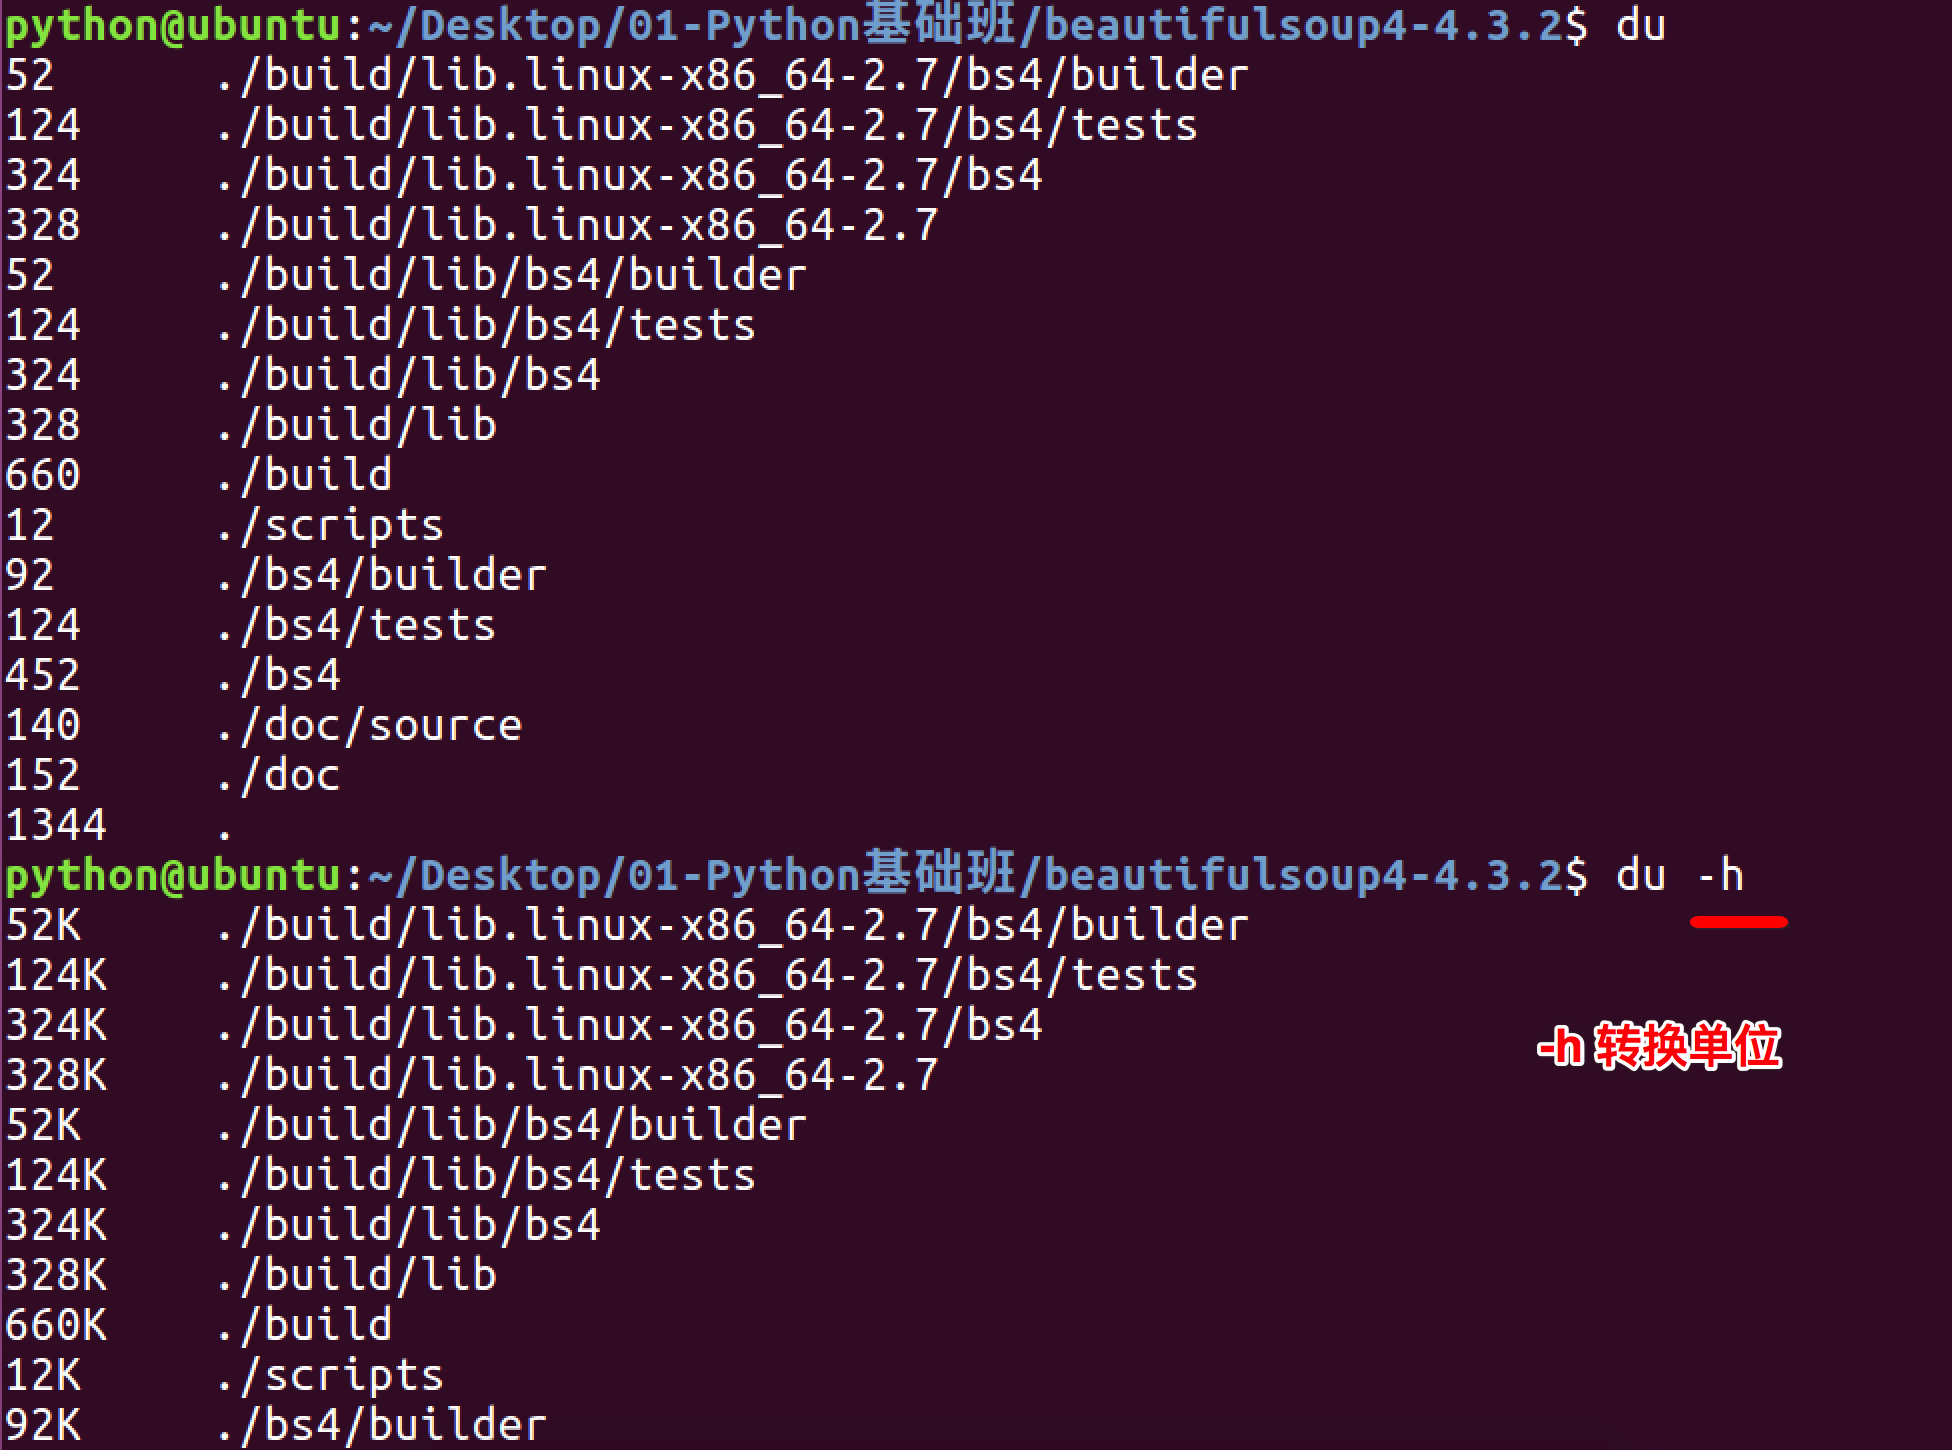 python@ubuntu:~/Desktop/01-Python基础班/beautifulsoup4-4.3.2$ du
52 ./build/lib.linux-x86_64-2.7/bs4/builder
124 ./build/lib.linux-x86_64-2.7/bs4/tests
324 ./build/lib.linux-x86_64-2.7/bs4
328 ./build/lib.linux-x86_64-2.7
52 ./build/lib/bs4/builder
124 ./build/lib/bs4/tests
324 ./build/lib/bs4
328 ./build/lib
660 ./build
12 ./scripts
92 ./bs4/builder
124 ./bs4/tests
452 ./bs4
140 ./doc/source
152 ./doc
1344 .
python@ubuntu:~/Desktop/01-Python基础班/beautifulsoup4-4.3.2$ du -h
52K ./build/lib.linux-x86_64-2.7/bs4/builder
124K ./build/lib.linux-x86_64-2.7/bs4/tests
324K ./build/lib.linux-x86_64-2.7/bs4
-h 转换单位
328K ./build/lib.linux-x86_64-2.7
52K ./build/lib/bs4/builder
124K ./build/lib/bs4/tests
324K ./build/lib/bs4
328K ./build/lib
660K ./build
12K ./scripts
92K ./bs4/builder